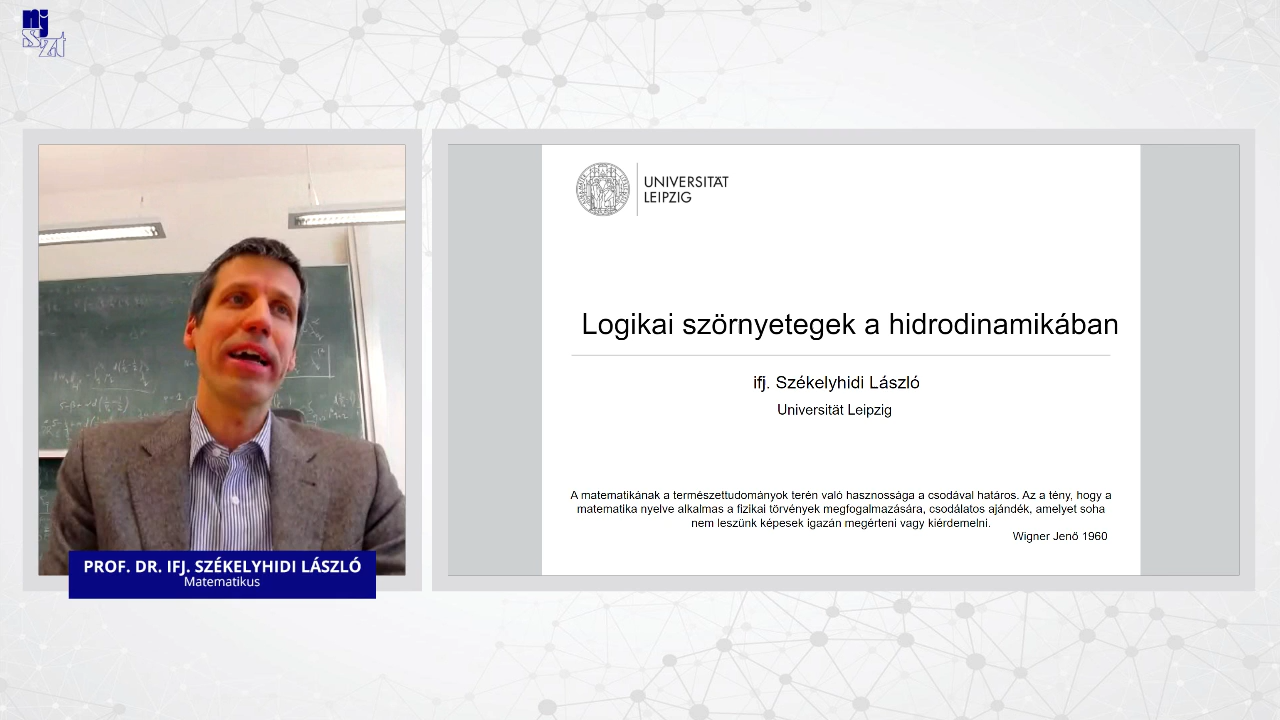 nj
szt
UNIVERSITÄT
LEIPZIG
Logikai szörnyetegek a hidrodinamikában
ifj. Székelyhidi László
Universität Leipzig
A matematikának a természettudományok terén való hasznossága a csodával határos. Az a tény, hogy a
matematika nyelve alkalmas a fizikai törvények megfogalmazására, csodálatos ajándék, amelyet soha
nem leszünk képesek igazán megérteni vagy kiérdemelni.
Wigner Jenő 1960
PROF. DR. IFJ. SZÉKELYHIDI LÁSZLÓ
Matematikus